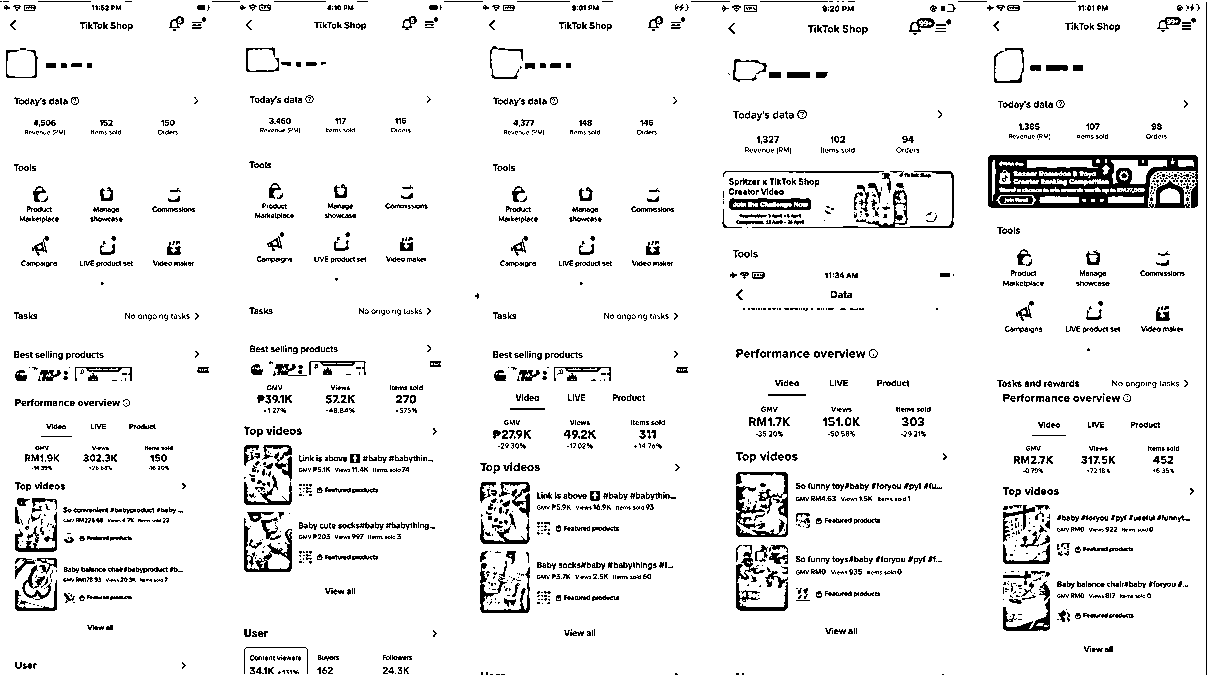 11:52 PM
TikTok Shop
Today's data
4,506 152 150
Revenue (RM) Items sold Orders
Tools
Product Marketplace
Manage showcase
Commissions
Campaigns LIVE product set Video maker
Tasks No ongoing tasks
Best selling products
Performance overview
Video LIVE Product
GMV Views Items sold
RM1.9K 302.3K 150
Top videos
So convenient #babyproduct #baby ...
Featured products
Baby balance chair#babyproduct #b...
Featured products
View all
User
4:10 PM
TikTok Shop
Today's data
3,460 117 116
Revenue (RM) Items sold Orders
Tools
Product Marketplace
Manage showcase
Commissions
Campaigns LIVE product set Video maker
Tasks No ongoing tasks
Best selling products
GMV Views Items sold
₱39.1K 57.2K 270
+1.27% -48.84% +575%
Top videos
Link is above #baby #babythin...
GMV ₱5.1K Views 11.4K Items sold 74
Featured products
Baby cute socks#baby #babything...
GMV ₱203 Views 997 Items sold 3
Featured products
View all
User
Content viewers Buyers Followers
34.1K 162 24.3K
9:01 PM
TikTok Shop
Today's data
4,377 148 146
Revenue (RM) Items sold Orders
Tools
Product Marketplace
Manage showcase
Commissions
Campaigns LIVE product set Video maker
Tasks No ongoing tasks
Best selling products
Video LIVE Product
GMV Views Items sold
₱27.9K 49.2K 311
-29.30% -17.02% +14.76%
Top videos
Link is above #baby #babythin...
GMV ₱5.9K Views 16.9K Items sold 93
Featured products
Baby socks#baby #babythings #f...
GMV ₱3.7K Views 2.5K Items sold 60
Featured products
View all
9:20 PM
TikTok Shop
99+
Today's data
1,327 102 94
Revenue (RM) Items sold Orders
Spritzer x TikTok Shop
Creator Video
Join the Challenge Now
Tools
11:34 AM
Data
Performance overview
Video LIVE Product
GMV Views Items sold
RM1.7K 151.0K 303
-35.20% -50.58% -29.21%
Top videos
So funny toy#baby #foryou #pyf #fu...
GMV RM4.63 Views 1.5K Items sold 1
Featured products
So funny toys#baby #foryou #pyf #f...
GMV RM0 Views 935 Items sold 0
Featured products
View all
11:01 PM
TikTok Shop
99+
Today's data
1,385 107 98
Revenue (RM) Items sold Orders
Bazaar Ramadan & Raya
Creator Ranking Competition
Join Now!
Tools
Product Marketplace
Manage showcase
Commissions
Campaigns LIVE product set Video maker
Tasks and rewards No ongoing tasks
Performance overview
Video LIVE Product
GMV Views Items sold
RM2.7K 317.5K 452
-0.79% +72.18% +6.35%
Top videos
#baby #foryou #pyf #useful #funnyt...
GMV RM0 Views 922 Items sold 0
Featured products
Baby balance chair#baby #foryou #...
GMV RM0 Views 817 Items sold 0
Featured products
View all